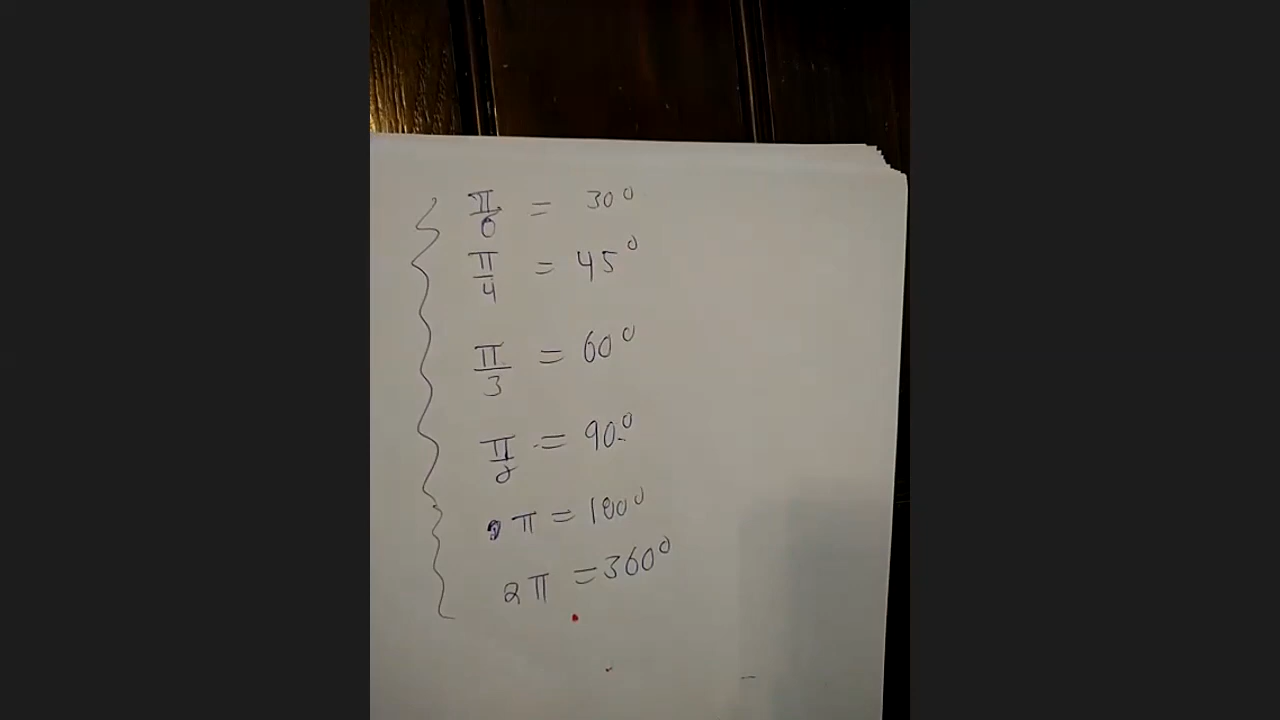 π/6 = 30°
π/4 = 45°
π/3 = 60°
π/2 = 90°
π = 180°
2π = 360°